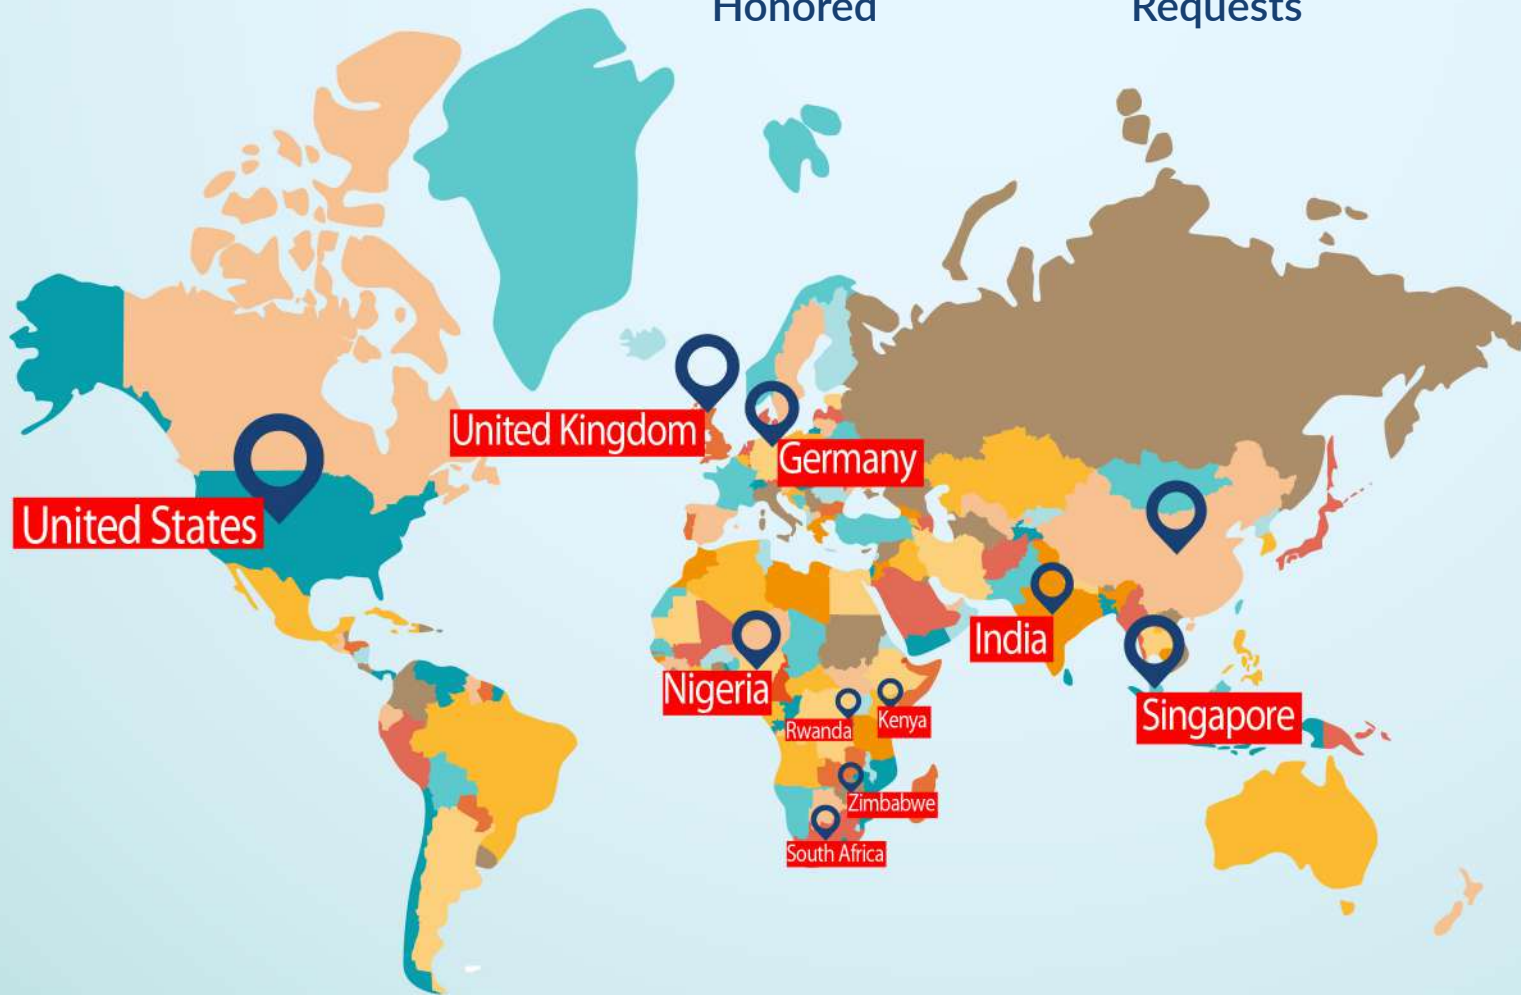 Honored
Requests
United Kingdom
Germany
United States
India
Nigeria
Singapore
Rwanda
Kenya
Zimbabwe
South Africa